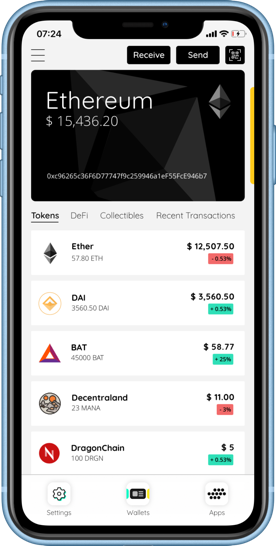 07:24
Receive
Send
Ethereum
$ 15,436.20
0xc96265c36F6D77747f9c259946a1eF55FcE946b7
Tokens DeFi Collectibles Recent Transactions
Ether $ 12,507.50
57.80 ETH - 0.53%
DAI $ 3,560.50
3560.50 DAI + 0.53%
BAT $ 58.77
45000 BAT + 25%
Decentraland $ 11.00
23 MANA - 3%
DragonChain $ 5
100 DRGN + 0.53%
Settings Wallets Apps